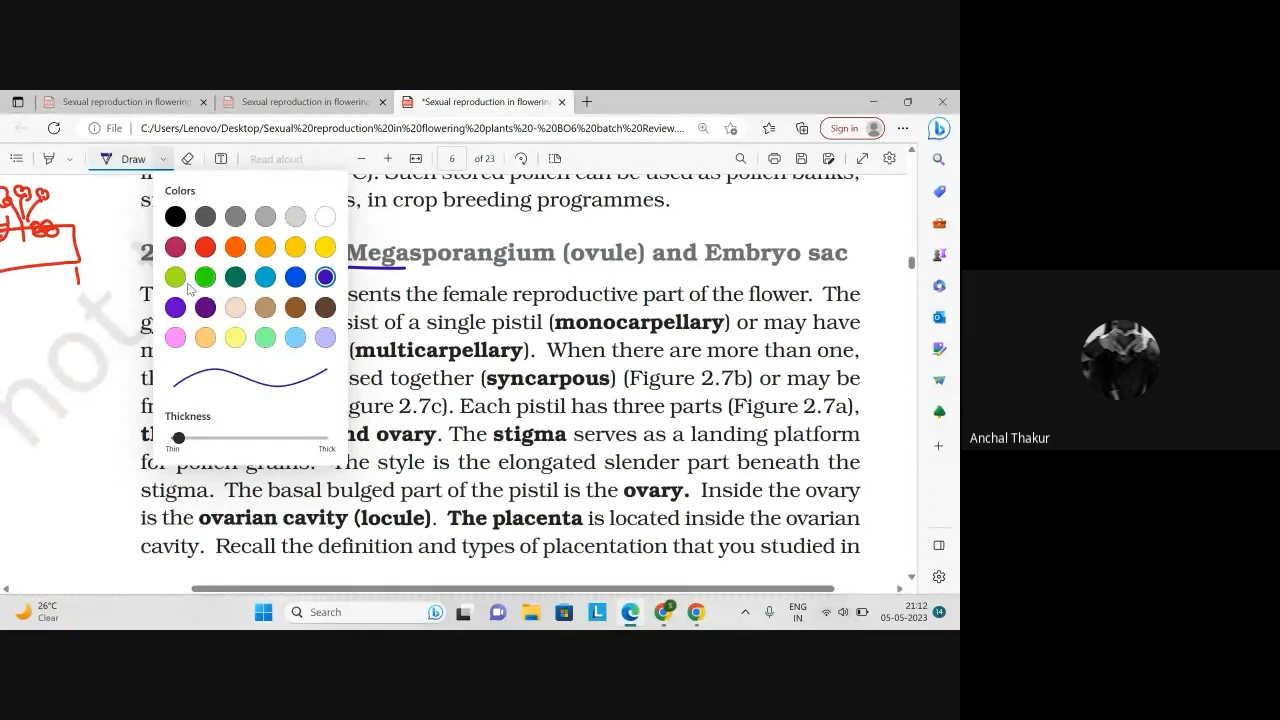 Sexual reproduction in flowering
Sexual reproduction in flowering
*Sexual reproduction in flowering
File
C:/Users/Lenovo/Desktop/Sexual%20reproduction%20in%20flowering%20plants%20-%20BO6%20batch%20Review....
Sign in
Draw
Read aloud
6
of 23
C). Such stored pollen can be used as pollen banks,
s, in crop breeding programmes.
2
Megasporangium (ovule) and Embryo sac
sents the female reproductive part of the flower. The
sist of a single pistil (monocarpellary) or may have
(multicarpellary). When there are more than one,
sed together (syncarpous) (Figure 2.7b) or may be
gure 2.7c). Each pistil has three parts (Figure 2.7a),
nd ovary. The stigma serves as a landing platform
for pollen grains. The style is the elongated slender part beneath the
stigma. The basal bulged part of the pistil is the ovary. Inside the ovary
is the ovarian cavity (locule). The placenta is located inside the ovarian
cavity. Recall the definition and types of placentation that you studied in
Colors
Thickness
Thin
Thick
not
Anchal Thakur
26°C
Clear
Search
ENG
IN
21:12
05-05-2023
14